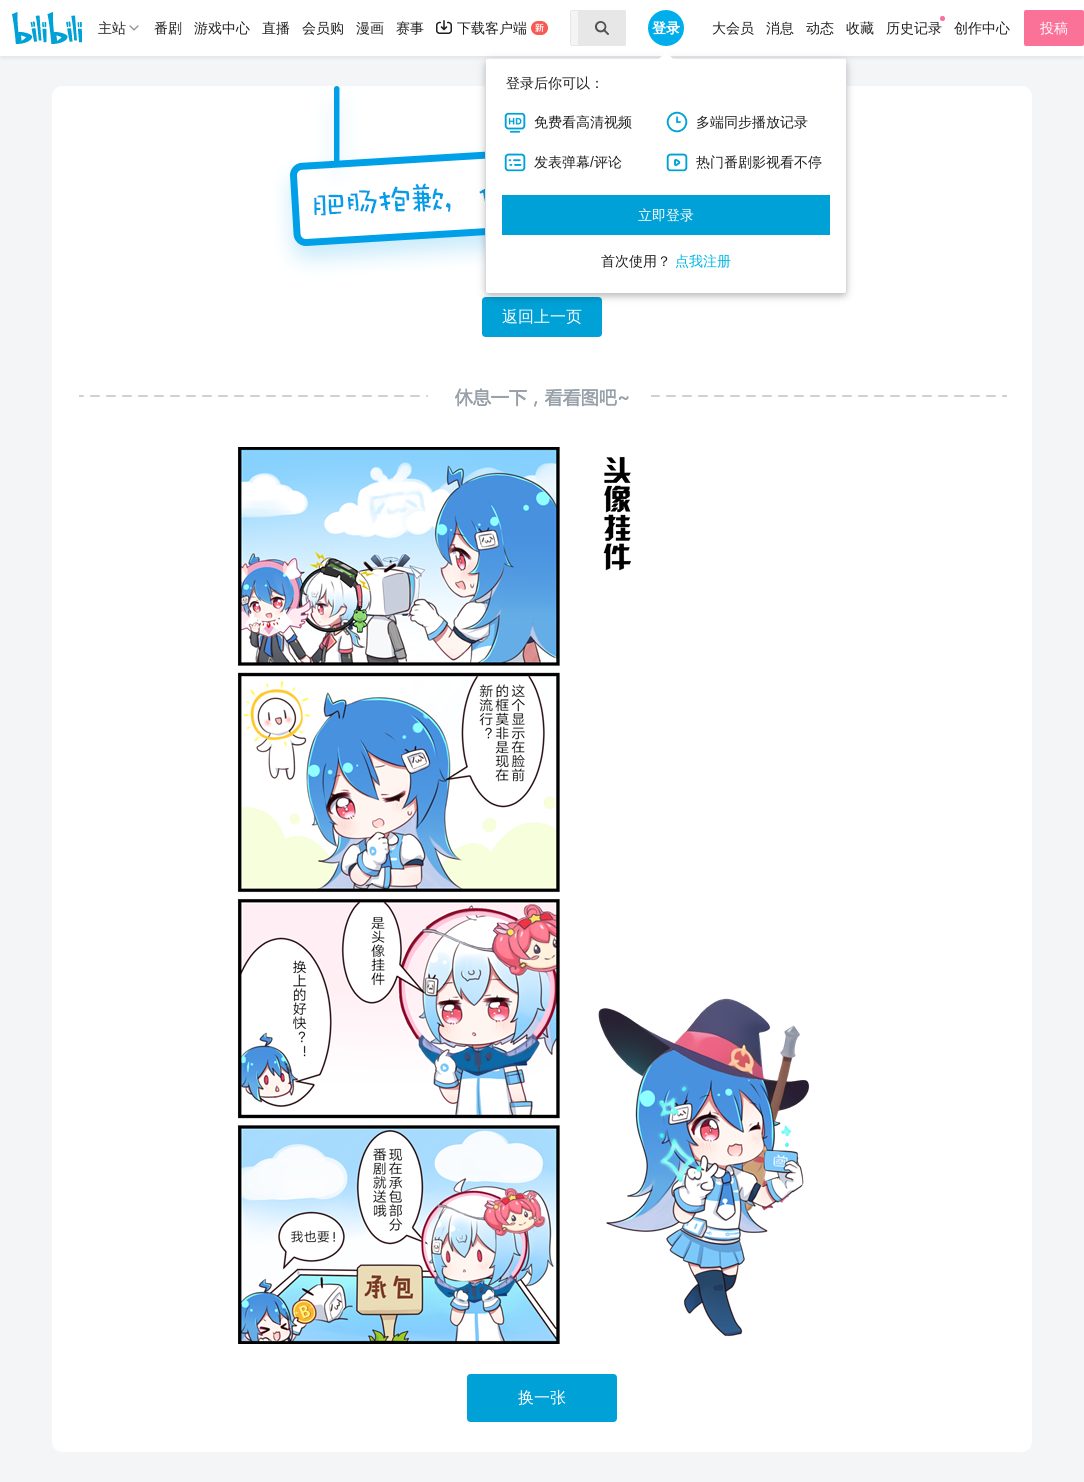 bilibili 主站 番剧 游戏中心 直播 会员购 漫画 赛事 下载客户端 新 登录 大会员 消息 动态 收藏 历史记录 创作中心 投稿
登录后你可以：
HD 免费看高清视频 多端同步播放记录
发表弹幕/评论 热门番剧影视看不停
立即登录
首次使用？ 点我注册
肥肠抱歉，
返回上一页
休息一下，看看图吧~
头像挂件
这个显示在脸前
的框莫非是现在
新流行？
是头像挂件
换上的好快？！
现在承包部分
番剧就送哦
我也要！
承包
换一张